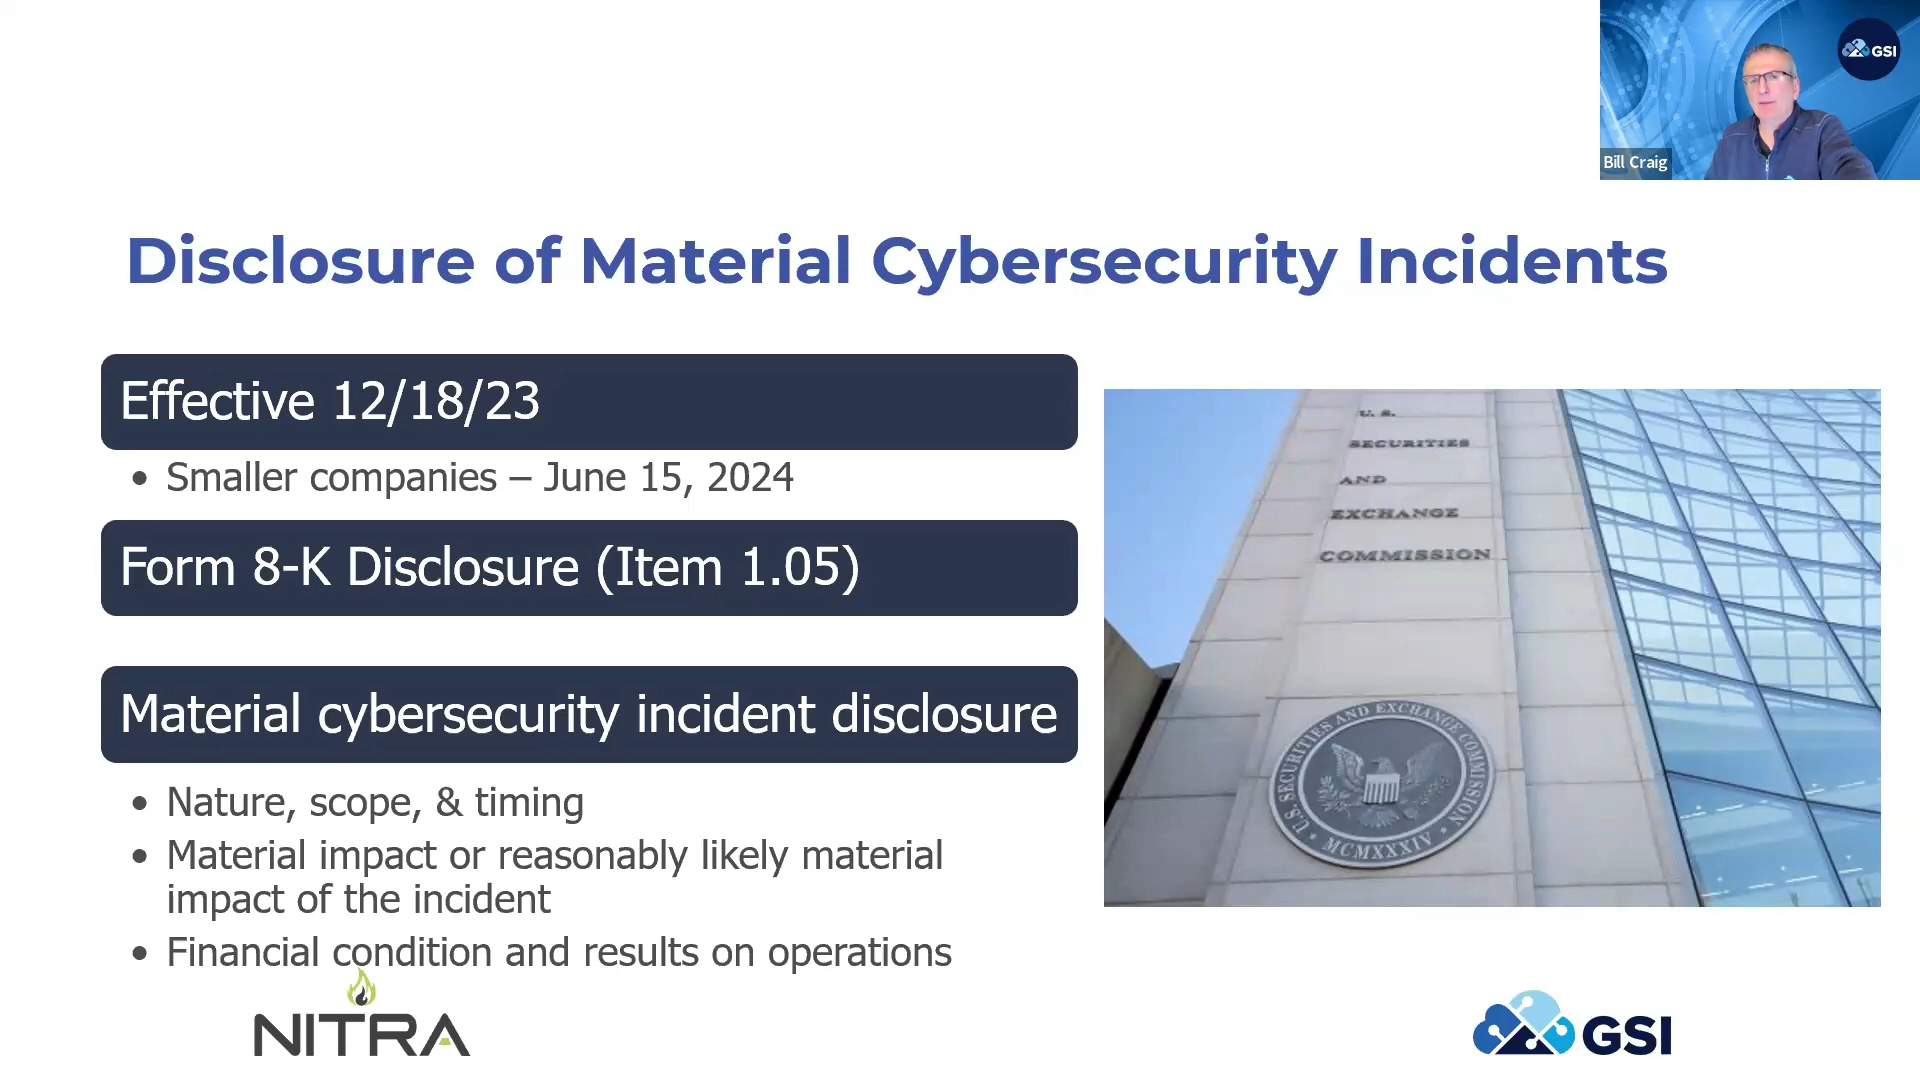 GSI
Bill Craig
Disclosure of Material Cybersecurity Incidents
Effective 12/18/23
• Smaller companies – June 15, 2024
Form 8-K Disclosure (Item 1.05)
Material cybersecurity incident disclosure
• Nature, scope, & timing
• Material impact or reasonably likely material
impact of the incident
• Financial condition and results on operations
U.S.
SECURITIES
AND
EXCHANGE
COMMISSION
U.S. SECURITIES AND EXCHANGE COMMISSION
MCMXXXIV
NITRA
GSI